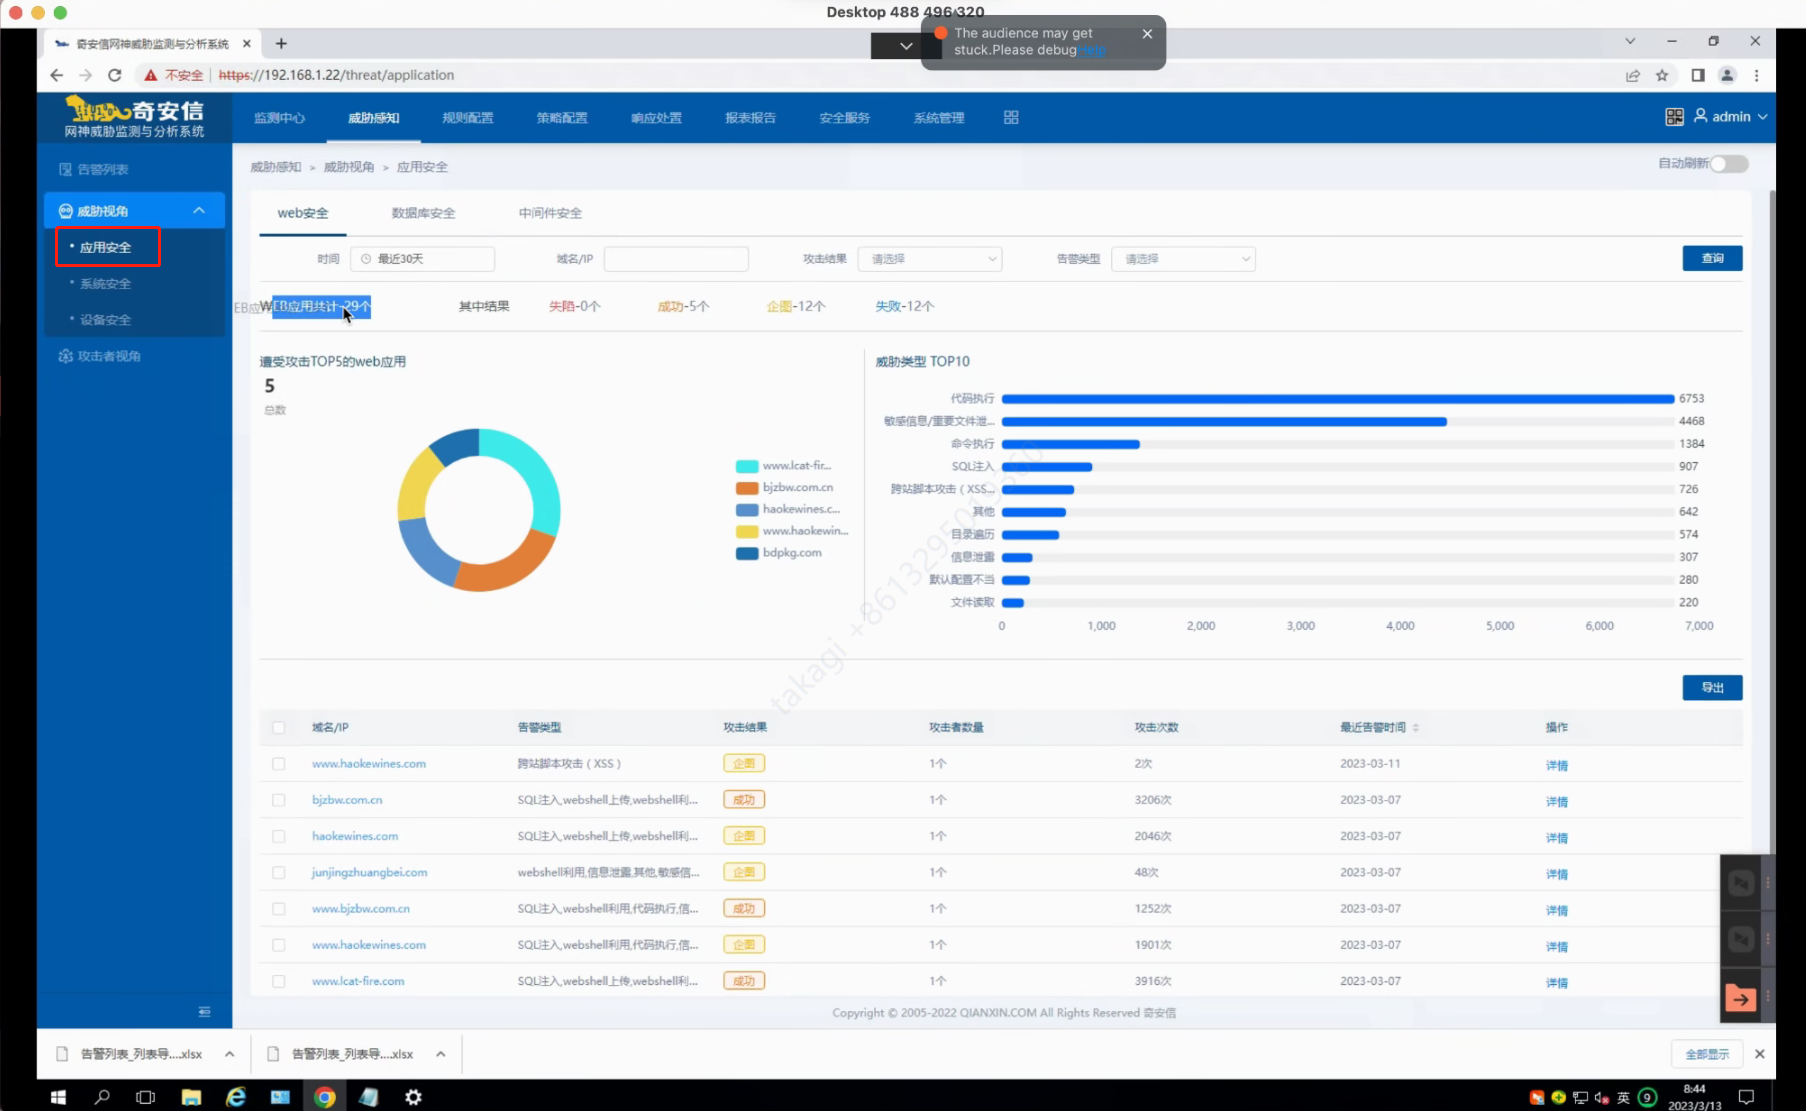 Desktop 488 496 320
The audience may get
stuck.Please debug Help
奇安信网神威胁监测与分析系统
不安全 https://192.168.1.22/threat/application
奇安信
网神威胁监测与分析系统
监测中心 威胁感知 规则配置 策略配置 响应处置 报表报告 安全服务 系统管理 admin
告警列表
威胁视角
应用安全
系统安全
设备安全
攻击者视角
威胁感知 > 威胁视角 > 应用安全 自动刷新
web安全 数据库安全 中间件安全
时间 最近30天 域名/IP 攻击结果 请选择 告警类型 请选择 查询
WEB应用共计-29个 其中结果 失陷-0个 成功-5个 企图-12个 失败-12个
遭受攻击TOP5的web应用
5
总数
www.lcat-fir...
bjzbw.com.cn
haokewines.c...
www.haokewin...
bdpkg.com
威胁类型 TOP10
代码执行 6753
敏感信息/重要文件泄... 4468
命令执行 1384
SQL注入 907
跨站脚本攻击（XSS... 726
其他 642
目录遍历 574
信息泄露 307
默认配置不当 280
文件读取 220
0 1,000 2,000 3,000 4,000 5,000 6,000 7,000
takagi +8613295019360
导出
域名/IP 告警类型 攻击结果 攻击者数量 攻击次数 最近告警时间 操作
www.haokewines.com 跨站脚本攻击（XSS） 企图 1个 2次 2023-03-11 详情
bjzbw.com.cn SQL注入,webshell上传,webshell利... 成功 1个 3206次 2023-03-07 详情
haokewines.com SQL注入,webshell上传,webshell利... 企图 1个 2046次 2023-03-07 详情
junjingzhuangbei.com webshell利用,信息泄露,其他,敏感信... 企图 1个 48次 2023-03-07 详情
www.bjzbw.com.cn SQL注入,webshell利用,代码执行,信... 成功 1个 1252次 2023-03-07 详情
www.haokewines.com SQL注入,webshell利用,代码执行,信... 企图 1个 1901次 2023-03-07 详情
www.lcat-fire.com SQL注入,webshell上传,webshell利... 成功 1个 3916次 2023-03-07 详情
Copyright © 2005-2022 QIANXIN.COM All Rights Reserved 奇安信
告警列表_列表导....xlsx 告警列表_列表导....xlsx 全部显示
英 8:44
2023/3/13